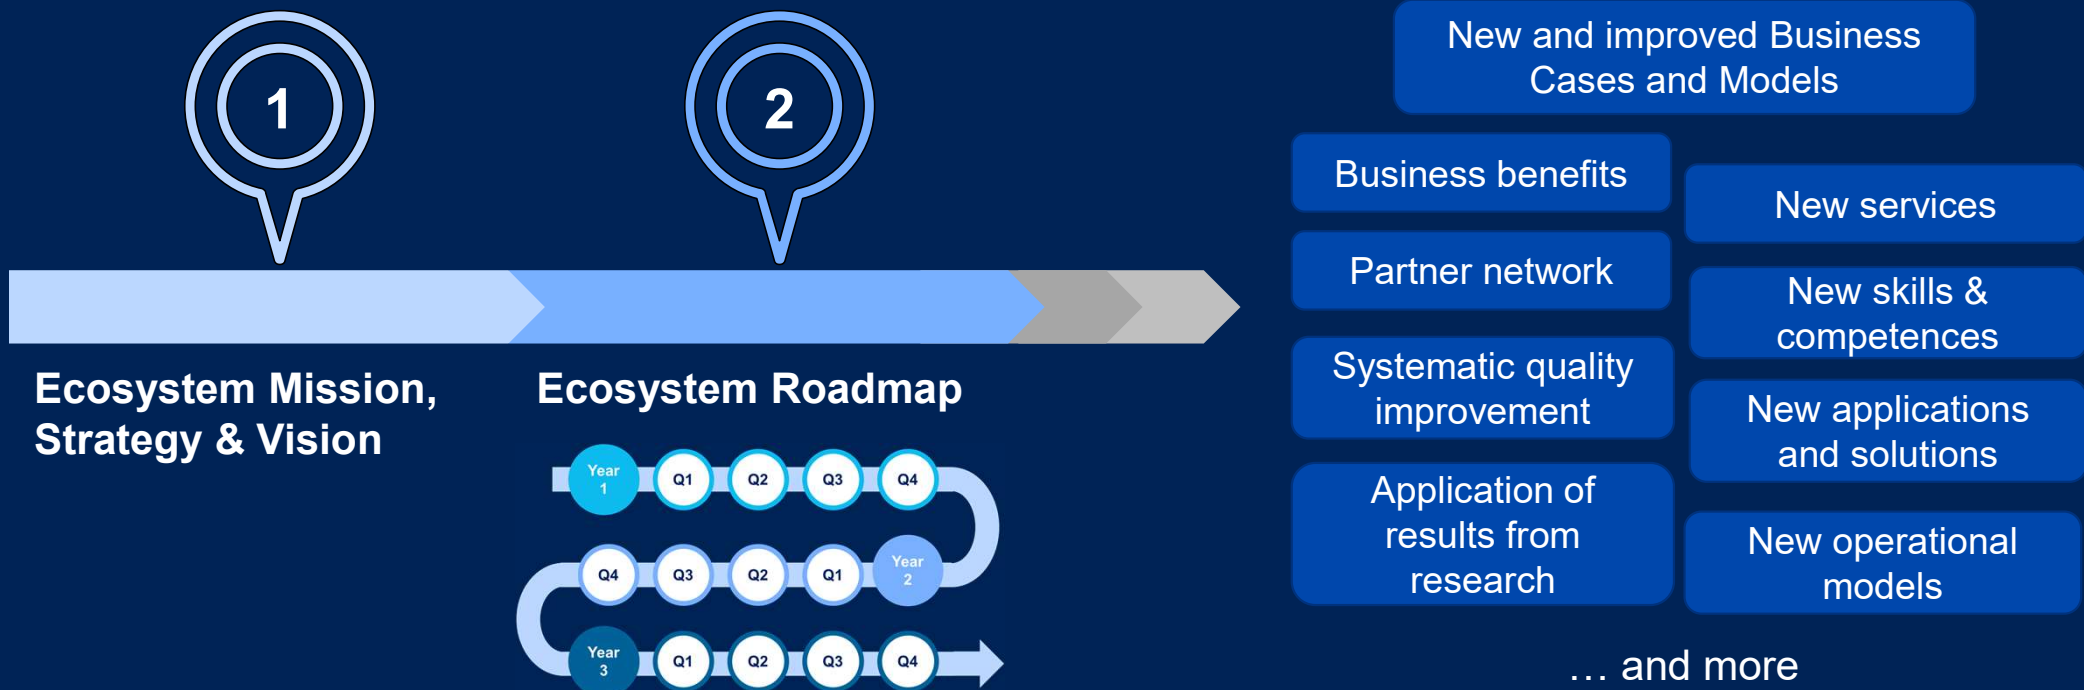 1
2
Ecosystem Mission,
Strategy & Vision
Ecosystem Roadmap
Year
1
Q1
Q2
Q3
Q4
Year
2
Q1
Q2
Q3
Q4
Year
3
Q1
Q2
Q3
Q4
New and improved Business
Cases and Models
Business benefits
New services
Partner network
New skills &
competences
Systematic quality
improvement
New applications
and solutions
Application of
results from
research
New operational
models
… and more